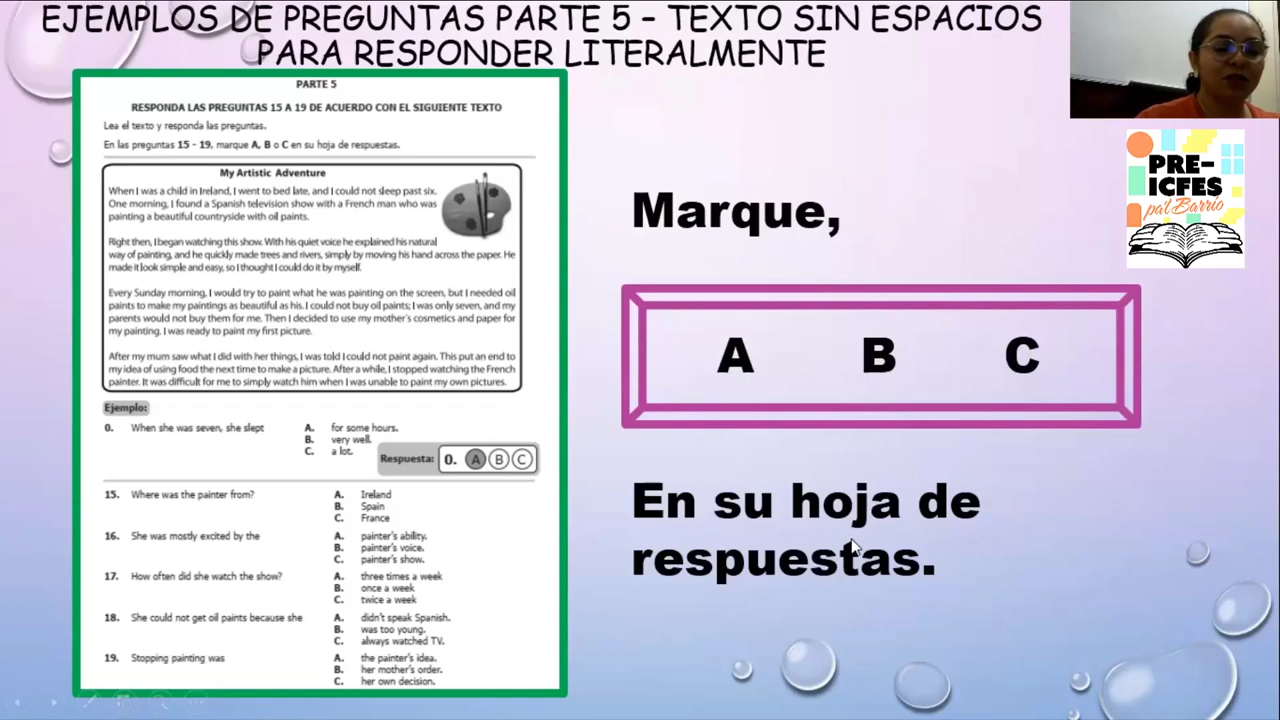 EJEMPLOS DE PREGUNTAS PARTE 5 – TEXTO SIN ESPACIOS
PARA RESPONDER LITERALMENTE
PARTE 5
RESPONDA LAS PREGUNTAS 15 A 19 DE ACUERDO CON EL SIGUIENTE TEXTO
Lea el texto y responda las preguntas.
En las preguntas 15 - 19, marque A, B o C en su hoja de respuestas.
My Artistic Adventure
When I was a child in Ireland, I went to bed late, and I could not sleep past six.
One morning, I found a Spanish television show with a French man who was
painting a beautiful countryside with oil paints.
Right then, I began watching this show. With his quiet voice he explained his natural
way of painting, and he quickly made trees and rivers, simply by moving his hand across the paper. He
made it look simple and easy, so I thought I could do it by myself.
Every Sunday morning, I would try to paint what he was painting on the screen, but I needed oil
paints to make my paintings as beautiful as his. I could not buy oil paints; I was only seven, and my
parents would not buy them for me. Then I decided to use my mother's cosmetics and paper for
my painting. I was ready to paint my first picture.
After my mum saw what I did with her things, I was told I could not paint again. This put an end to
my idea of using food the next time to make a picture. After a while, I stopped watching the French
painter. It was difficult for me to simply watch him when I was unable to paint my own pictures.
Ejemplo:
0. When she was seven, she slept
A. for some hours.
B. very well.
C. a lot.
Respuesta: 0. A B C
15. Where was the painter from?
A. Ireland
B. Spain
C. France
16. She was mostly excited by the
A. painter's ability.
B. painter's voice.
C. painter's show.
17. How often did she watch the show?
A. three times a week
B. once a week
C. twice a week
18. She could not get oil paints because she
A. didn't speak Spanish.
B. was too young.
C. always watched TV.
19. Stopping painting was
A. the painter's idea.
B. her mother's order.
C. her own decision.
Marque,
A B C
En su hoja de
respuestas.
PRE-
ICFES
pa'l Barrio